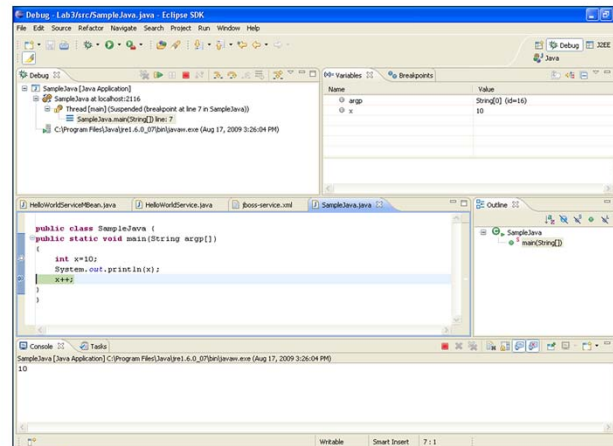 Debug - Lab3/src/SampleJava.java - Eclipse SDK
File Edit Source Refactor Navigate Search Project Run Window Help
Debug J2EE
Java
Debug
SampleJava [Java Application]
SampleJava at localhost:2116
Thread [main] (Suspended (breakpoint at line 7 in SampleJava))
SampleJava.main(String[]) line: 7
C:\Program Files\Java\jre1.6.0_07\bin\javaw.exe (Aug 17, 2009 3:26:04 PM)
(x)= Variables Breakpoints
Name Value
argp String[0] (id=16)
x 10
HelloWorldServiceMBean.java HelloWorldService.java jboss-service.xml SampleJava.java
public class SampleJava {
public static void main(String argp[])
{
int x=10;
System.out.println(x);
x++;
}
}
Outline
SampleJava
main(String[])
Console Tasks
SampleJava [Java Application] C:\Program Files\Java\jre1.6.0_07\bin\javaw.exe (Aug 17, 2009 3:26:04 PM)
10
Writable Smart Insert 7 : 1